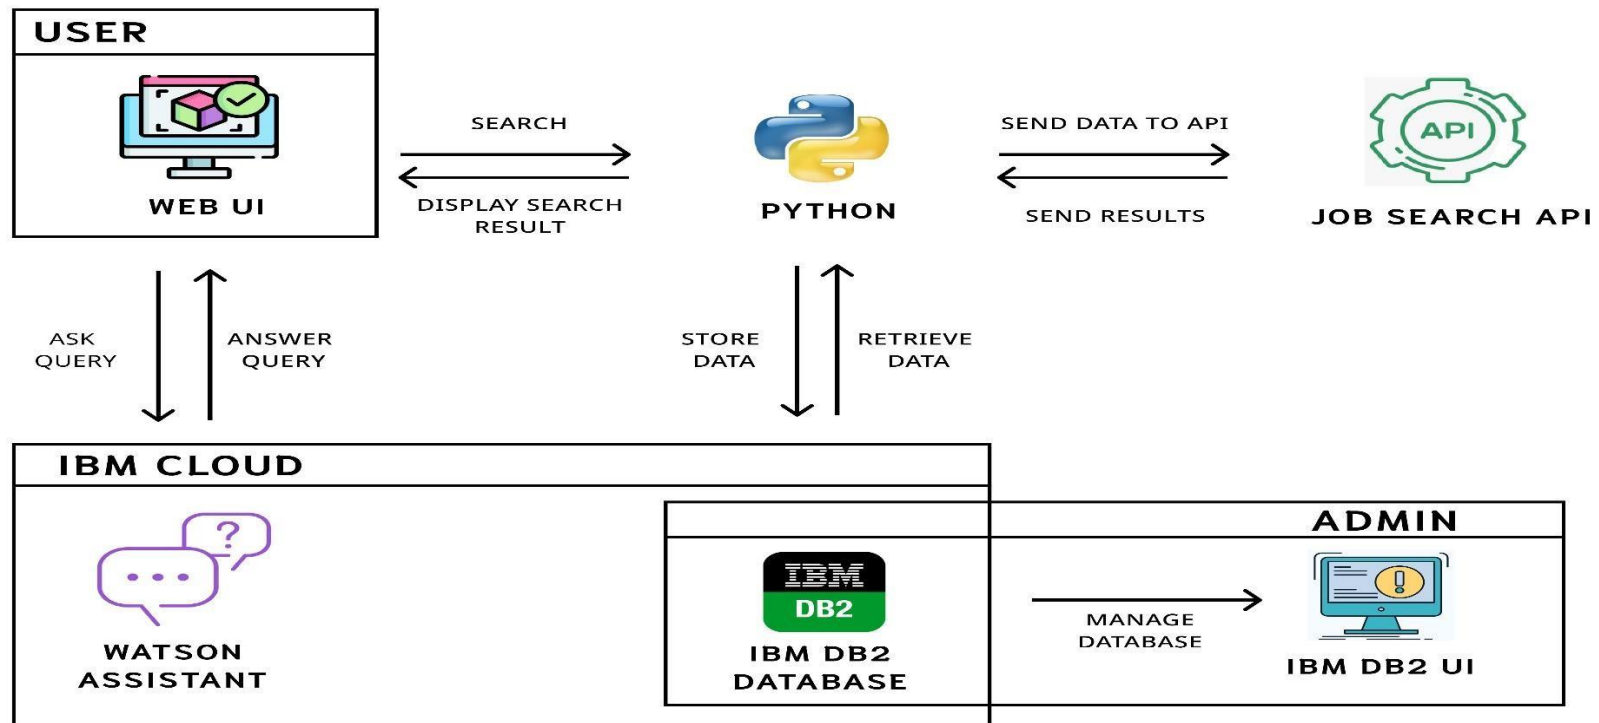 USER
WEB UI
SEARCH
DISPLAY SEARCH
RESULT
PYTHON
SEND DATA TO API
SEND RESULTS
API
JOB SEARCH API
ASK
QUERY
ANSWER
QUERY
STORE
DATA
RETRIEVE
DATA
IBM CLOUD
?
WATSON
ASSISTANT
ADMIN
IBM
DB2
IBM DB2
DATABASE
MANAGE
DATABASE
!
IBM DB2 UI